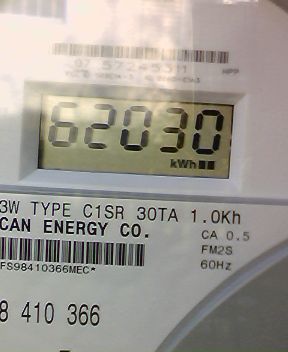 62030
kWh
3W TYPE C1SR 30TA 1.0Kh
CAN ENERGY CO.
CA 0.5
FM2S
60Hz
FS98410366MEC*
8 410 366